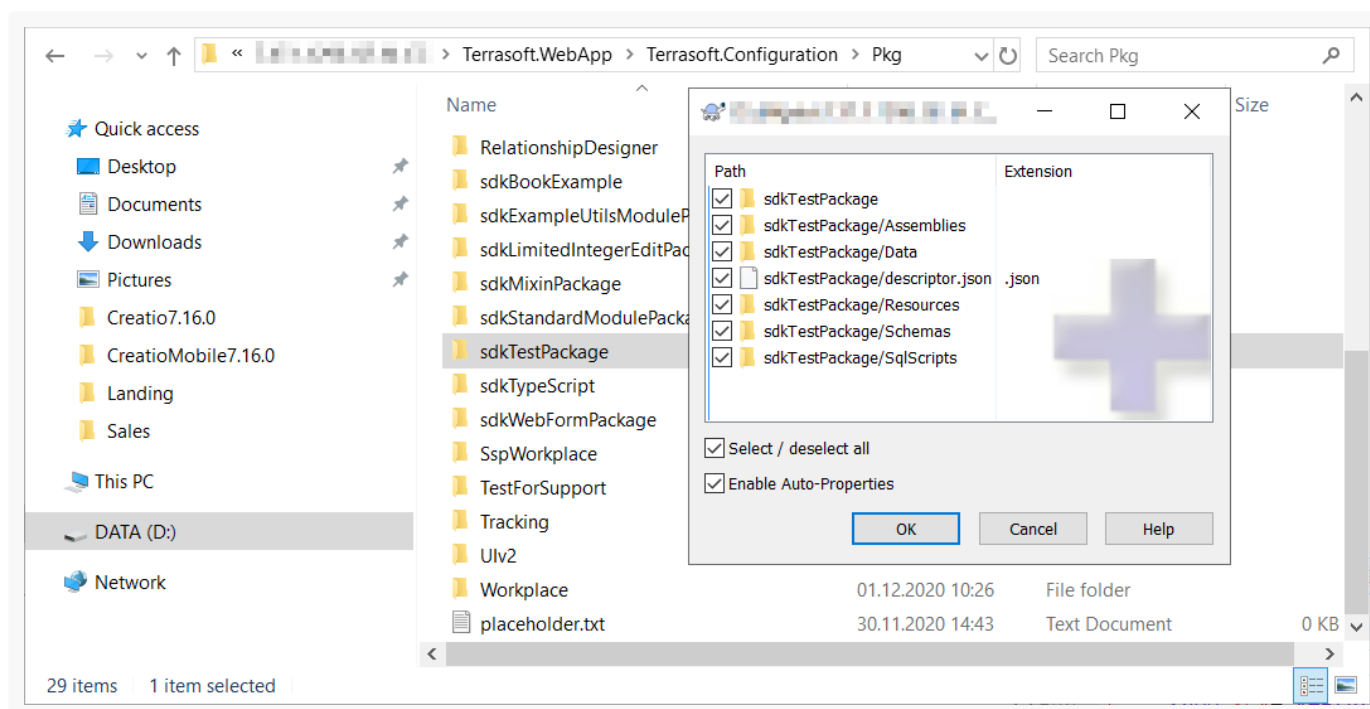 « > Terrasoft.WebApp > Terrasoft.Configuration > Pkg
Search Pkg
Quick access
Desktop
Documents
Downloads
Pictures
Creatio7.16.0
CreatioMobile7.16.0
Landing
Sales
This PC
DATA (D:)
Network
Name
Size
RelationshipDesigner
sdkBookExample
sdkExampleUtilsModuleP
sdkLimitedIntegerEditPac
sdkMixinPackage
sdkStandardModulePacka
sdkTestPackage
sdkTypeScript
sdkWebFormPackage
SspWorkplace
TestForSupport
Tracking
UIv2
Workplace 01.12.2020 10:26 File folder
placeholder.txt 30.11.2020 14:43 Text Document 0 KB
Path Extension
sdkTestPackage
sdkTestPackage/Assemblies
sdkTestPackage/Data
sdkTestPackage/descriptor.json .json
sdkTestPackage/Resources
sdkTestPackage/Schemas
sdkTestPackage/SqlScripts
Select / deselect all
Enable Auto-Properties
OK Cancel Help
29 items 1 item selected